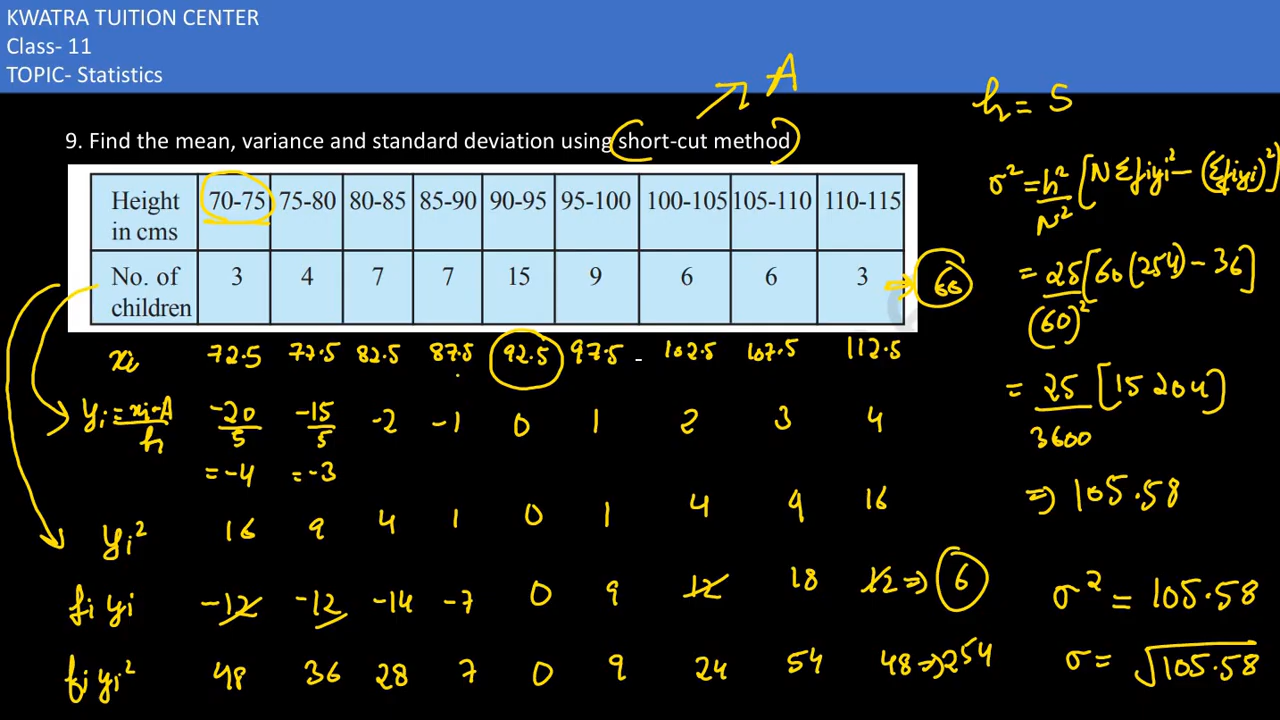 KWATRA TUITION CENTER
Class- 11
TOPIC- Statistics
A
h = 5
9. Find the mean, variance and standard deviation using short-cut method
Height in cms 70-75 75-80 80-85 85-90 90-95 95-100 100-105 105-110 110-115
No. of children 3 4 7 7 15 9 6 6 3 ⇒ 60
xi 72.5 77.5 82.5 87.5 92.5 97.5 - 102.5 107.5 112.5
yi = xi-A/h -20/5 -15/5 -2 -1 0 1 2 3 4
= -4 = -3
yi² 16 9 4 1 0 1 4 9 16
fi yi -12 -12 -14 -7 0 9 12 18 12 ⇒ 6
fi yi² 48 36 28 7 0 9 24 54 48 ⇒ 254
σ² = h²/N² [N Σfiyi² - (Σfiyi)²]
= 25/(60)² [60(254) - 36]
= 25/3600 [15204]
⇒ 105.58
σ² = 105.58
σ = √105.58